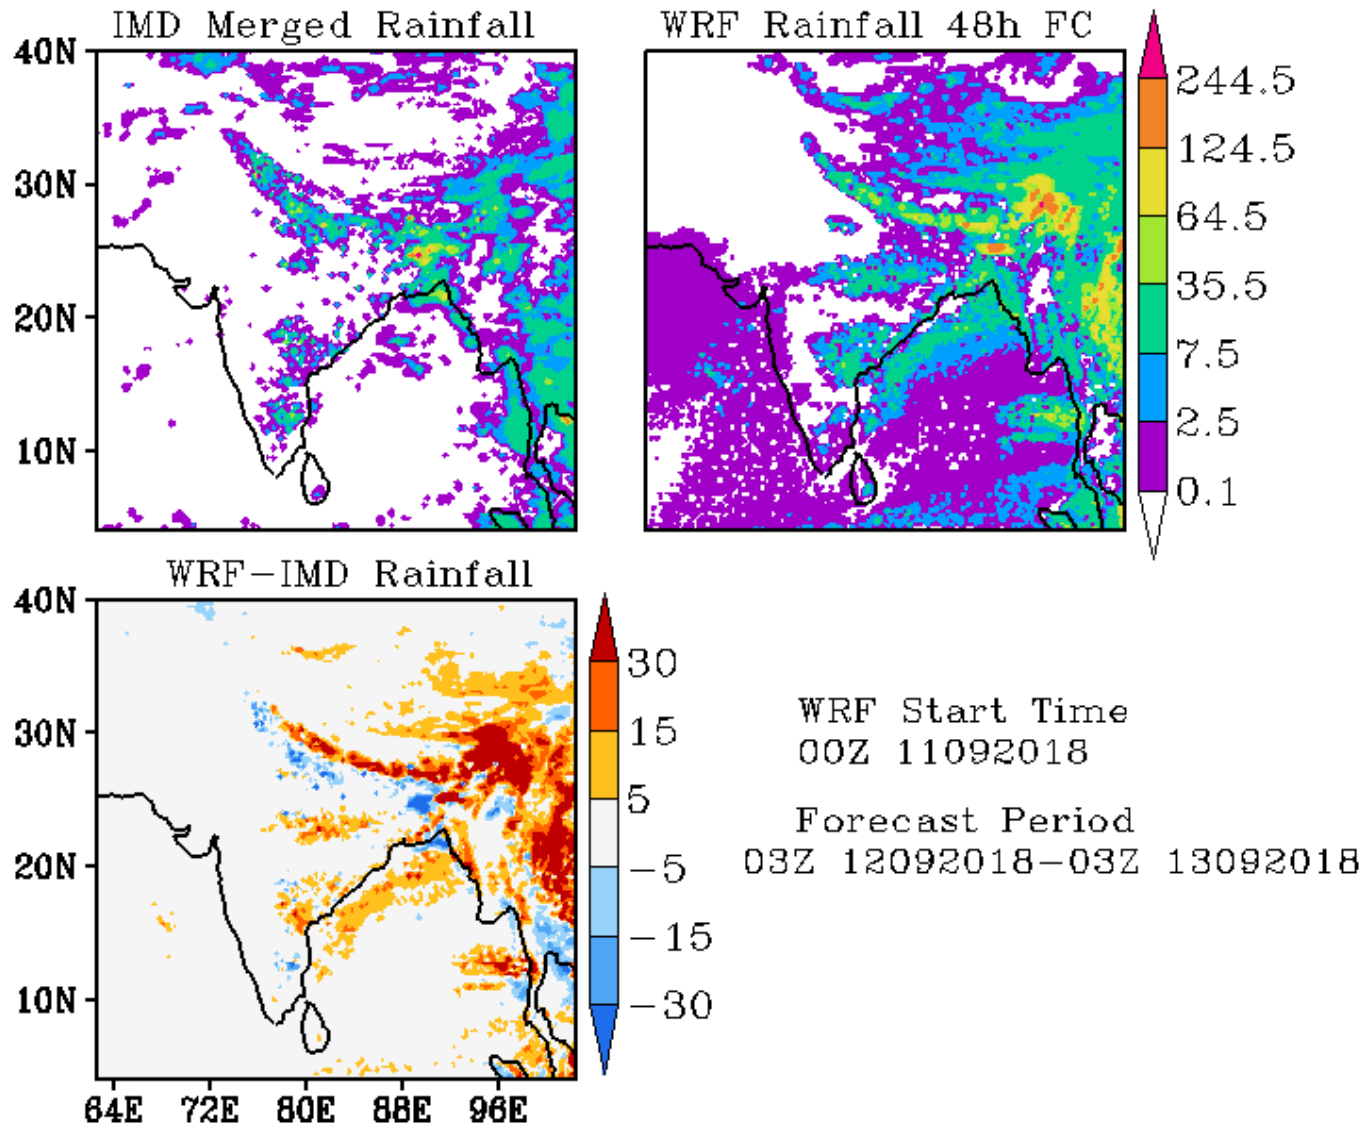 IMD Merged Rainfall
WRF Rainfall 48h FC
40N
30N
20N
10N
244.5
124.5
64.5
35.5
7.5
2.5
0.1
WRF-IMD Rainfall
40N
30N
20N
10N
64E 72E 80E 88E 96E
30
15
5
-5
-15
-30
WRF Start Time
00Z 11092018
Forecast Period
03Z 12092018-03Z 13092018